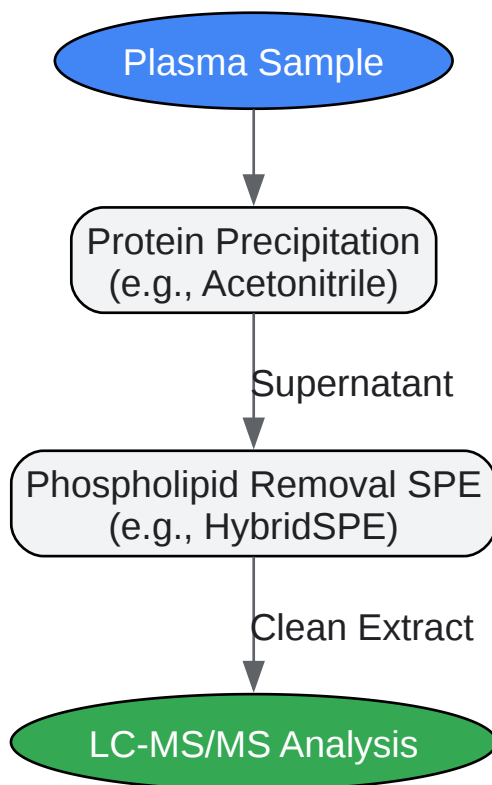 Plasma Sample
Protein Precipitation
(e.g., Acetonitrile)
Supernatant
Phospholipid Removal SPE
(e.g., HybridSPE)
Clean Extract
LC-MS/MS Analysis